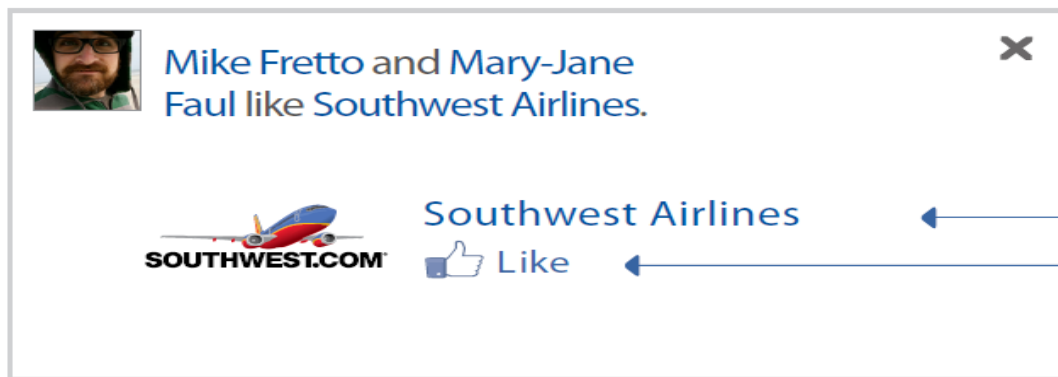 Mike Fretto and Mary-Jane
Faul like Southwest Airlines.
Southwest Airlines
SOUTHWEST.COM
Like